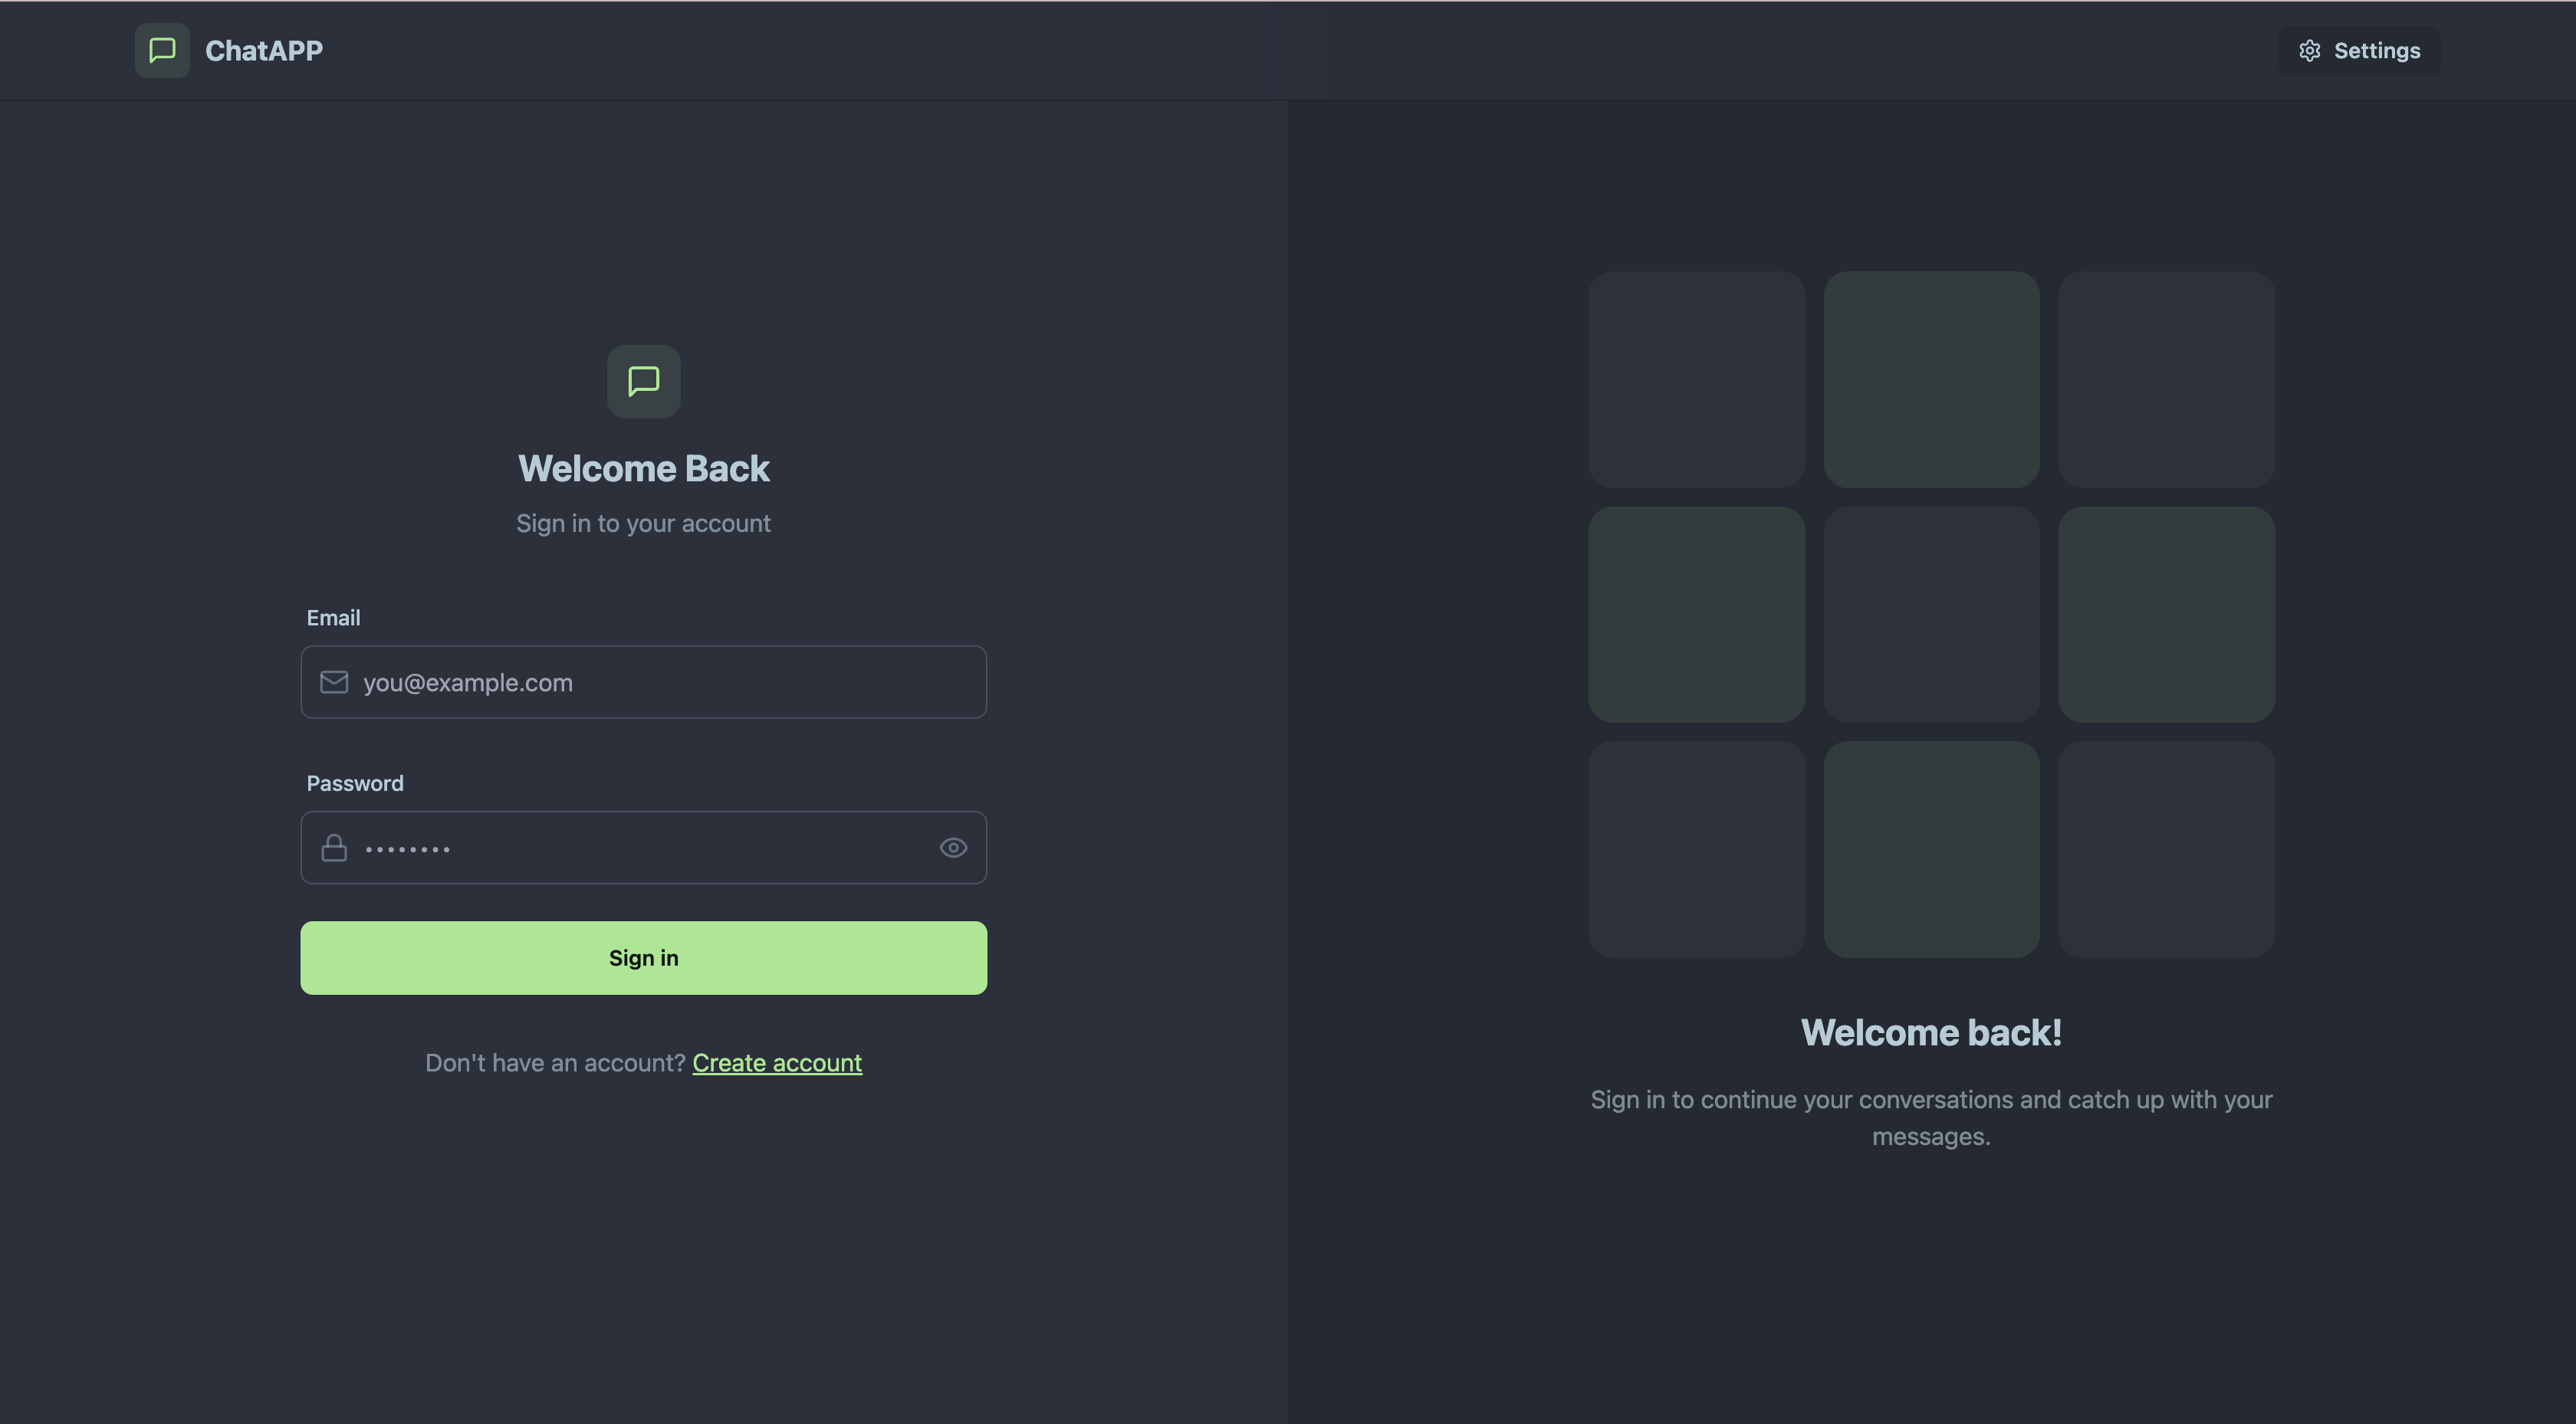 ChatAPP
Settings
Welcome Back
Sign in to your account
Email
you@example.com
Password
••••••••
Sign in
Don't have an account? Create account
Welcome back!
Sign in to continue your conversations and catch up with your
messages.